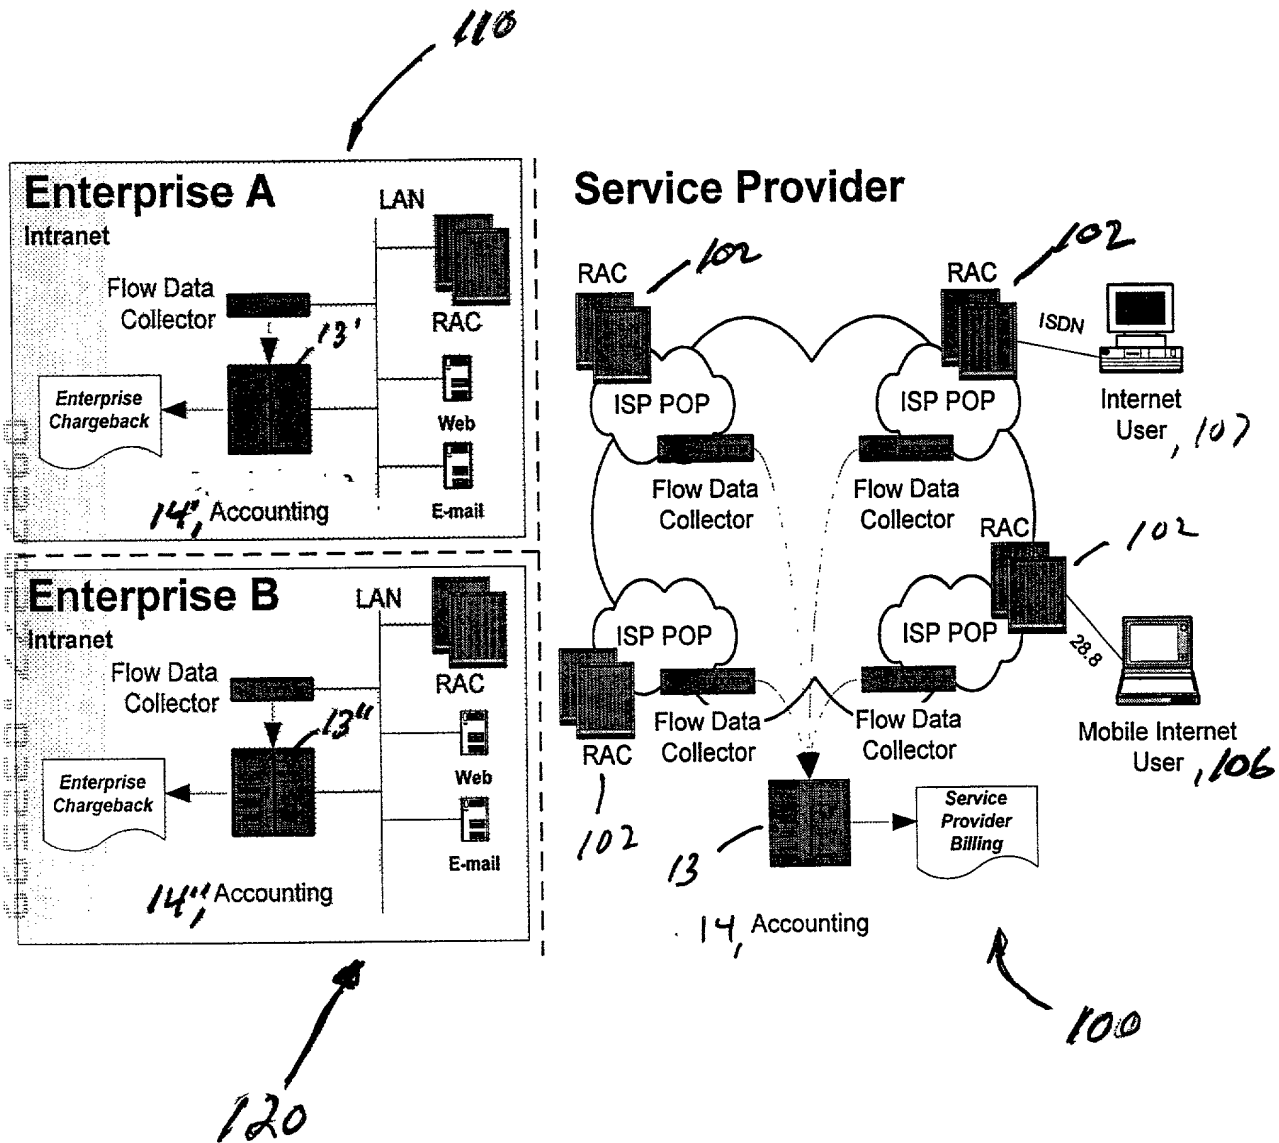 110
Enterprise A
Intranet
LAN
Flow Data
Collector
RAC
13'
Enterprise
Chargeback
Web
E-mail
14', Accounting
Enterprise B
Intranet
LAN
Flow Data
Collector
RAC
13"
Enterprise
Chargeback
Web
E-mail
14", Accounting
120
Service Provider
RAC
102
RAC
102
ISDN
ISP POP
ISP POP
Internet
User, 107
Flow Data
Collector
Flow Data
Collector
RAC
102
ISP POP
ISP POP
28.8
RAC
102
Flow Data
Collector
Flow Data
Collector
Mobile Internet
User, 106
13
Service
Provider
Billing
14, Accounting
100